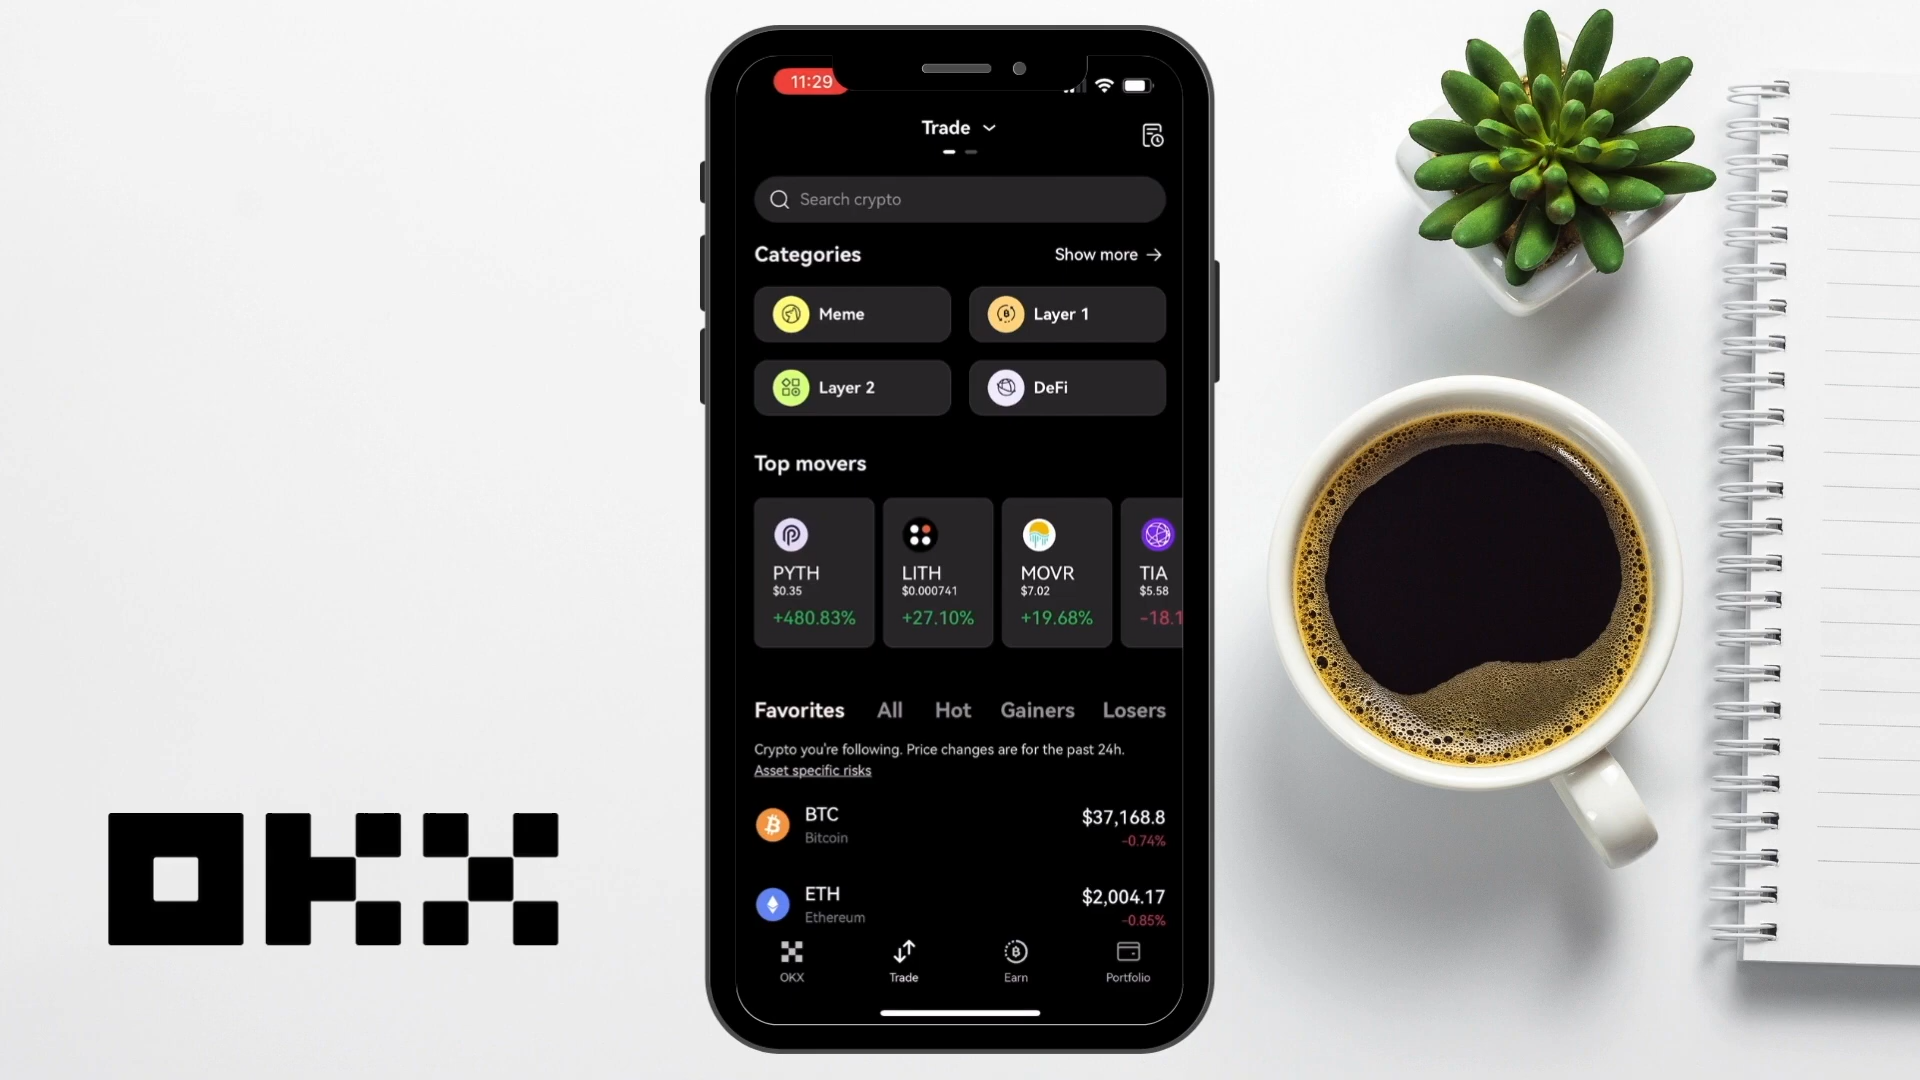 11:29
Trade
Search crypto
Categories
Show more
Meme
Layer 1
Layer 2
DeFi
Top movers
PYTH
$0.35
+480.83%
LITH
$0.000741
+27.10%
MOVR
$7.02
+19.68%
TIA
$5.58
-18.1
Favorites All Hot Gainers Losers
Crypto you're following. Price changes are for the past 24h.
Asset specific risks
BTC
Bitcoin
$37,168.8
-0.74%
ETH
Ethereum
$2,004.17
-0.85%
OKX
Trade
Earn
Portfolio
OKX